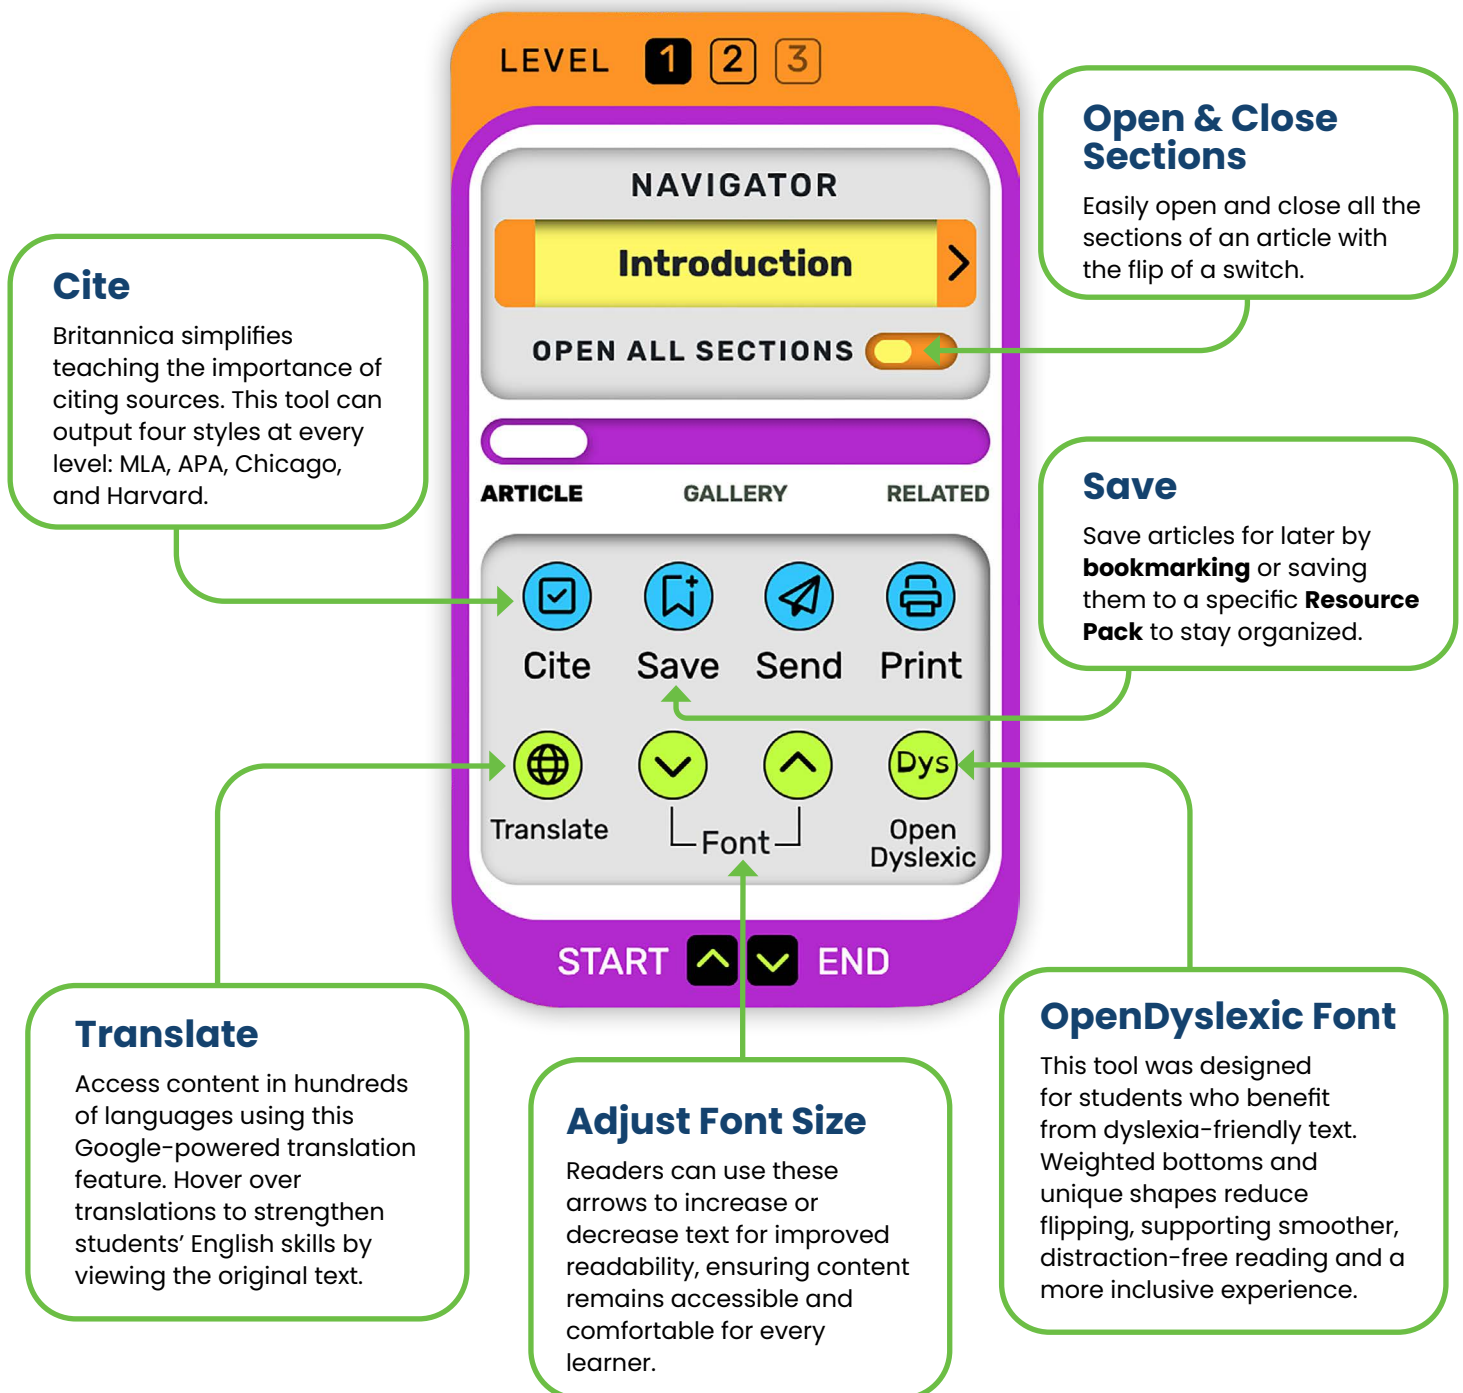 LEVEL 1 2 3
NAVIGATOR
Introduction
OPEN ALL SECTIONS
ARTICLE GALLERY RELATED
Cite Save Send Print
Dys
Translate Font Open
Dyslexic
START END
Open & Close
Sections
Easily open and close all the
sections of an article with
the flip of a switch.
Cite
Britannica simplifies
teaching the importance of
citing sources. This tool can
output four styles at every
level: MLA, APA, Chicago,
and Harvard.
Save
Save articles for later by
bookmarking or saving
them to a specific Resource
Pack to stay organized.
Translate
Access content in hundreds
of languages using this
Google-powered translation
feature. Hover over
translations to strengthen
students’ English skills by
viewing the original text.
Adjust Font Size
Readers can use these
arrows to increase or
decrease text for improved
readability, ensuring content
remains accessible and
comfortable for every
learner.
OpenDyslexic Font
This tool was designed
for students who benefit
from dyslexia-friendly text.
Weighted bottoms and
unique shapes reduce
flipping, supporting smoother,
distraction-free reading and a
more inclusive experience.